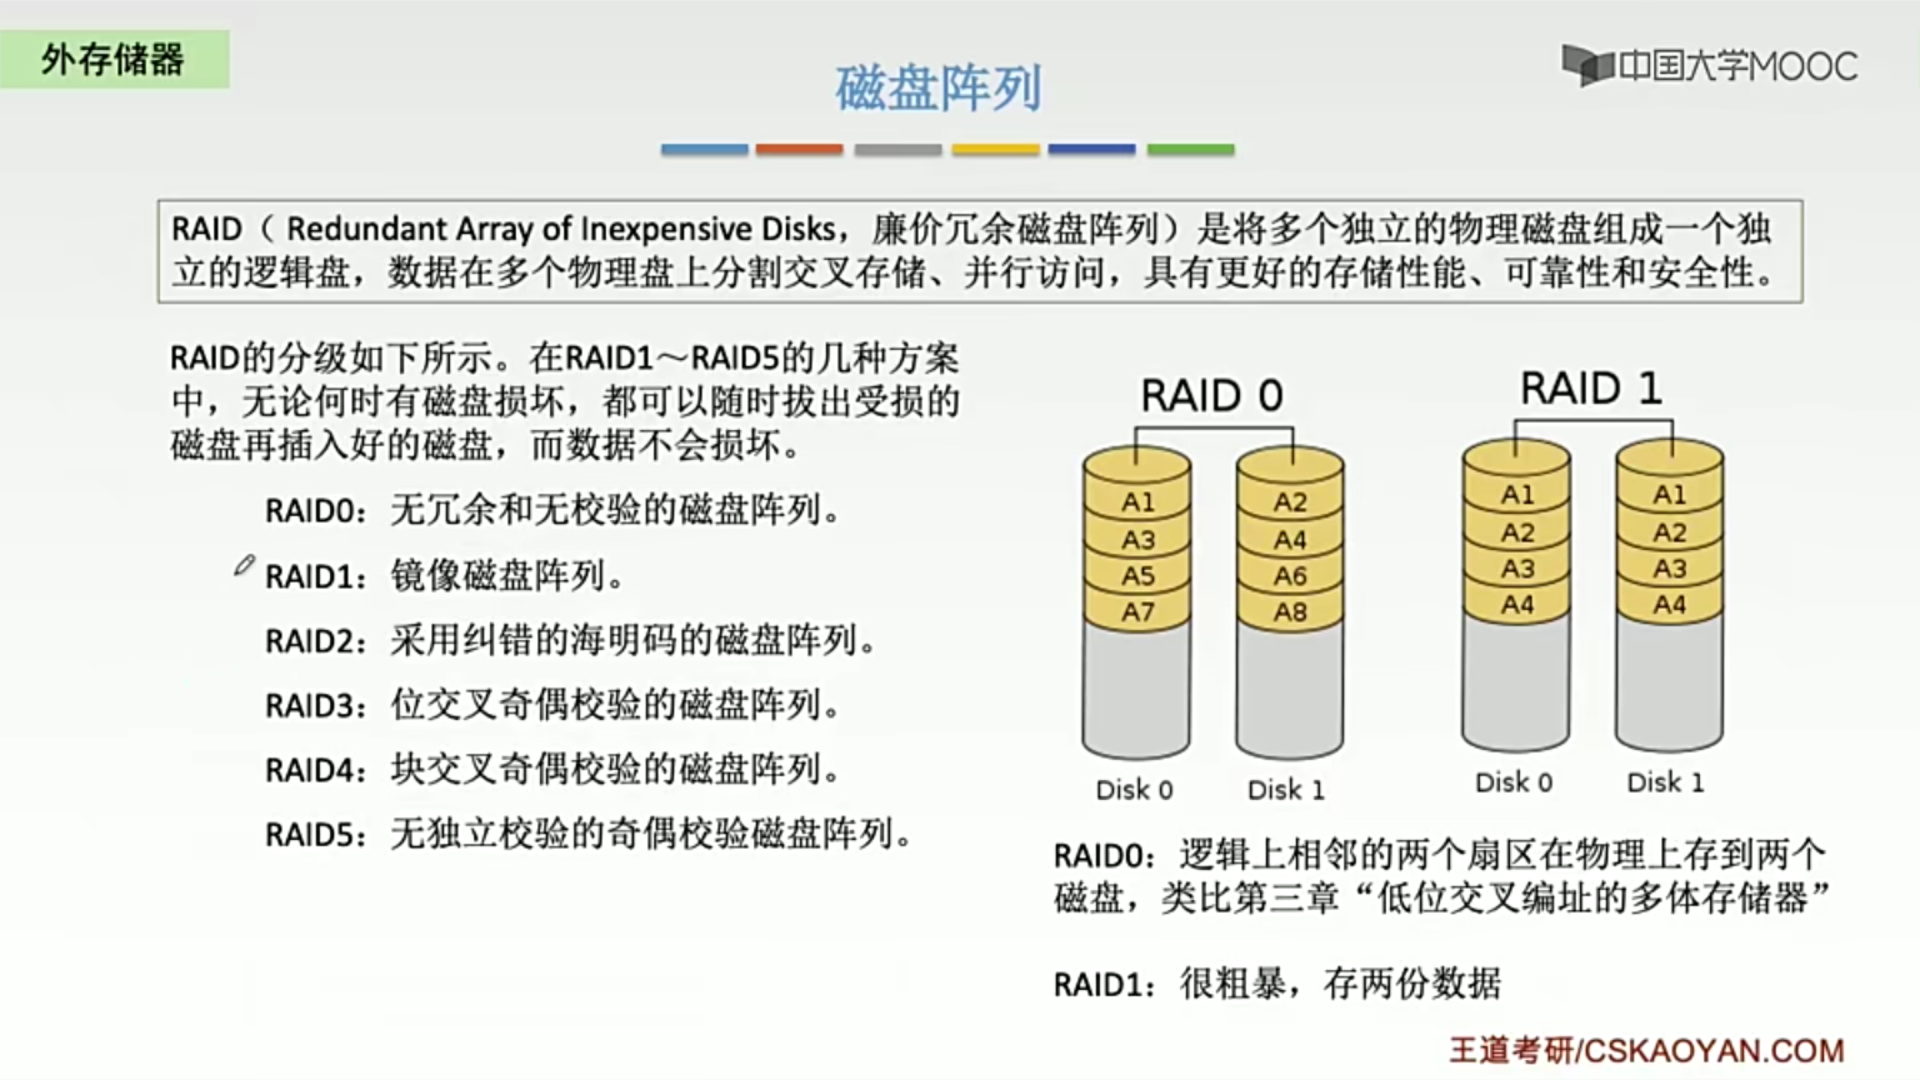 外存储器
中国大学MOOC
磁盘阵列
RAID（ Redundant Array of Inexpensive Disks，廉价冗余磁盘阵列）是将多个独立的物理磁盘组成一个独
立的逻辑盘，数据在多个物理盘上分割交叉存储、并行访问，具有更好的存储性能、可靠性和安全性。
RAID的分级如下所示。在RAID1～RAID5的几种方案
中，无论何时有磁盘损坏，都可以随时拔出受损的
磁盘再插入好的磁盘，而数据不会损坏。
RAID0：无冗余和无校验的磁盘阵列。
RAID1：镜像磁盘阵列。
RAID2：采用纠错的海明码的磁盘阵列。
RAID3：位交叉奇偶校验的磁盘阵列。
RAID4：块交叉奇偶校验的磁盘阵列。
RAID5：无独立校验的奇偶校验磁盘阵列。
RAID 0
A1 A2
A3 A4
A5 A6
A7 A8
Disk 0 Disk 1
RAID 1
A1 A1
A2 A2
A3 A3
A4 A4
Disk 0 Disk 1
RAID0：逻辑上相邻的两个扇区在物理上存到两个
磁盘，类比第三章“低位交叉编址的多体存储器”
RAID1：很粗暴，存两份数据
王道考研/CSKAOYAN.COM